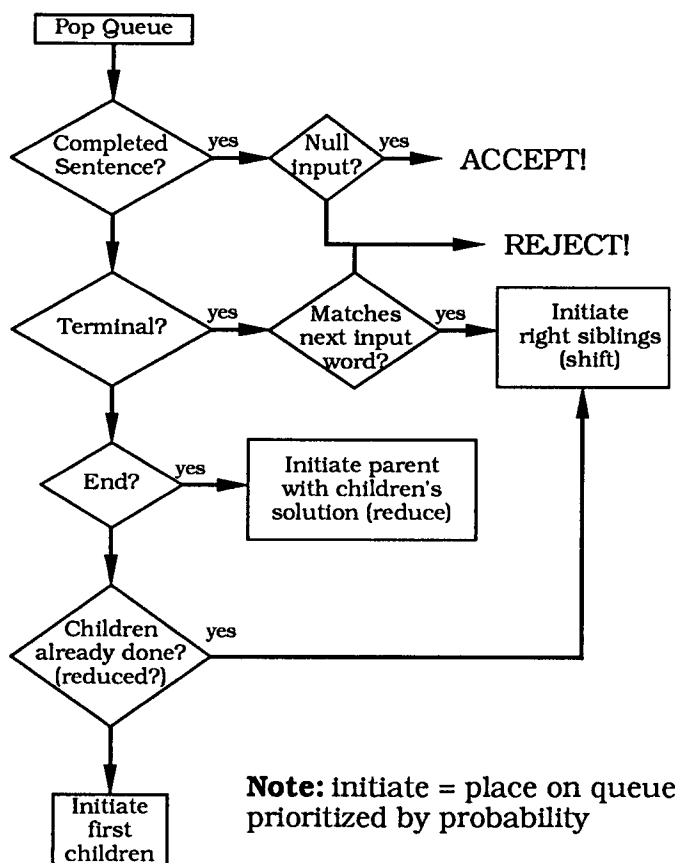 Pop Queue
Completed
Sentence?
yes
Null
input?
yes
ACCEPT!
REJECT!
Terminal?
yes
Matches
next input
word?
yes
Initiate
right siblings
(shift)
End?
yes
Initiate parent
with children's
solution (reduce)
Children
already done?
(reduced?)
yes
Initiate
first
children
Note: initiate = place on queue
prioritized by probability